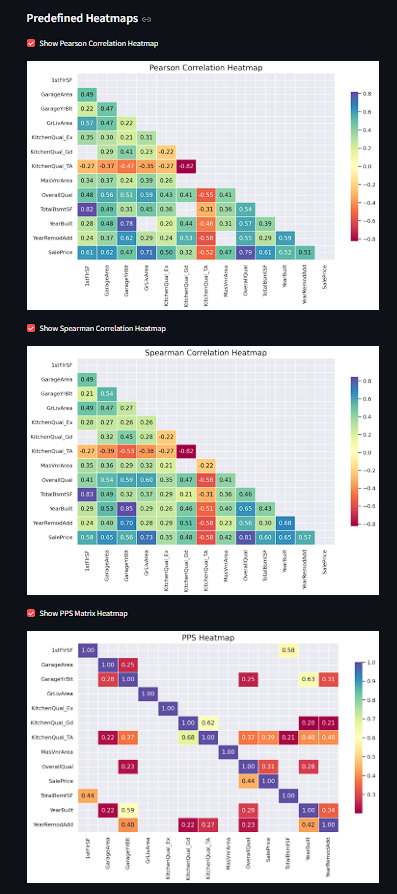 Predefined Heatmaps
Show Pearson Correlation Heatmap
Pearson Correlation Heatmap
1stFlrSF
GarageArea 0.49
GarageYrBlt 0.22 0.47
GrLivArea 0.57 0.47 0.22
KitchenQual_Ex 0.35 0.30 0.21 0.31
KitchenQual_Gd 0.29 0.41 0.23 -0.22
KitchenQual_TA -0.27 -0.37 -0.47 -0.35 -0.27 -0.82
MasVnrArea 0.34 0.37 0.24 0.39 0.26
OverallQual 0.48 0.56 0.51 0.59 0.43 0.41 -0.55 0.41
TotalBsmtSF 0.82 0.49 0.31 0.45 0.36 -0.31 0.36 0.54
YearBuilt 0.28 0.48 0.78 0.20 0.44 -0.46 0.31 0.57 0.39
YearRemodAdd 0.24 0.37 0.62 0.29 0.24 0.53 -0.58 0.55 0.29 0.59
SalePrice 0.61 0.62 0.47 0.71 0.50 0.32 -0.52 0.47 0.79 0.61 0.52 0.51
1stFlrSF GarageArea GarageYrBlt GrLivArea KitchenQual_Ex KitchenQual_Gd KitchenQual_TA MasVnrArea OverallQual TotalBsmtSF YearBuilt YearRemodAdd SalePrice
0.8
0.6
0.4
0.2
0.0
−0.2
−0.4
−0.6
−0.8
Show Spearman Correlation Heatmap
Spearman Correlation Heatmap
1stFlrSF
GarageArea 0.49
GarageYrBlt 0.21 0.54
GrLivArea 0.49 0.47 0.27
KitchenQual_Ex 0.28 0.27 0.26 0.26
KitchenQual_Gd 0.32 0.45 0.28 -0.22
KitchenQual_TA -0.27 -0.39 -0.53 -0.38 -0.27 -0.82
MasVnrArea 0.35 0.36 0.29 0.32 0.21 -0.22
OverallQual 0.41 0.54 0.59 0.60 0.35 0.47 -0.58 0.41
TotalBsmtSF 0.83 0.49 0.32 0.37 0.29 0.21 -0.31 0.36 0.46
YearBuilt 0.29 0.53 0.85 0.29 0.26 0.46 -0.51 0.40 0.65 0.43
YearRemodAdd 0.24 0.40 0.70 0.28 0.29 0.51 -0.58 0.23 0.56 0.30 0.68
SalePrice 0.58 0.65 0.56 0.73 0.35 0.48 -0.58 0.42 0.81 0.60 0.65 0.57
1stFlrSF GarageArea GarageYrBlt GrLivArea KitchenQual_Ex KitchenQual_Gd KitchenQual_TA MasVnrArea OverallQual TotalBsmtSF YearBuilt YearRemodAdd SalePrice
0.8
0.6
0.4
0.2
0.0
−0.2
−0.4
−0.6
−0.8
Show PPS Matrix Heatmap
PPS Heatmap
1stFlrSF 1.00 0.58
GarageArea 1.00 0.25
GarageYrBlt 0.28 1.00 0.25 0.63 0.31
GrLivArea 1.00
KitchenQual_Ex 1.00
KitchenQual_Gd 1.00 0.62 0.20 0.21
KitchenQual_TA 0.22 0.37 0.68 1.00 0.37 0.39 0.21 0.40 0.40
MasVnrArea 1.00
OverallQual 0.23 1.00 0.31 0.28
SalePrice 0.44 1.00
TotalBsmtSF 0.44 1.00
YearBuilt 0.22 0.59 0.28 1.00 0.34
YearRemodAdd 0.40 0.22 0.27 0.23 0.42 1.00
1stFlrSF GarageArea GarageYrBlt GrLivArea KitchenQual_Ex KitchenQual_Gd KitchenQual_TA MasVnrArea OverallQual SalePrice TotalBsmtSF YearBuilt YearRemodAdd
1.0
0.9
0.8
0.7
0.6
0.5
0.4
0.3